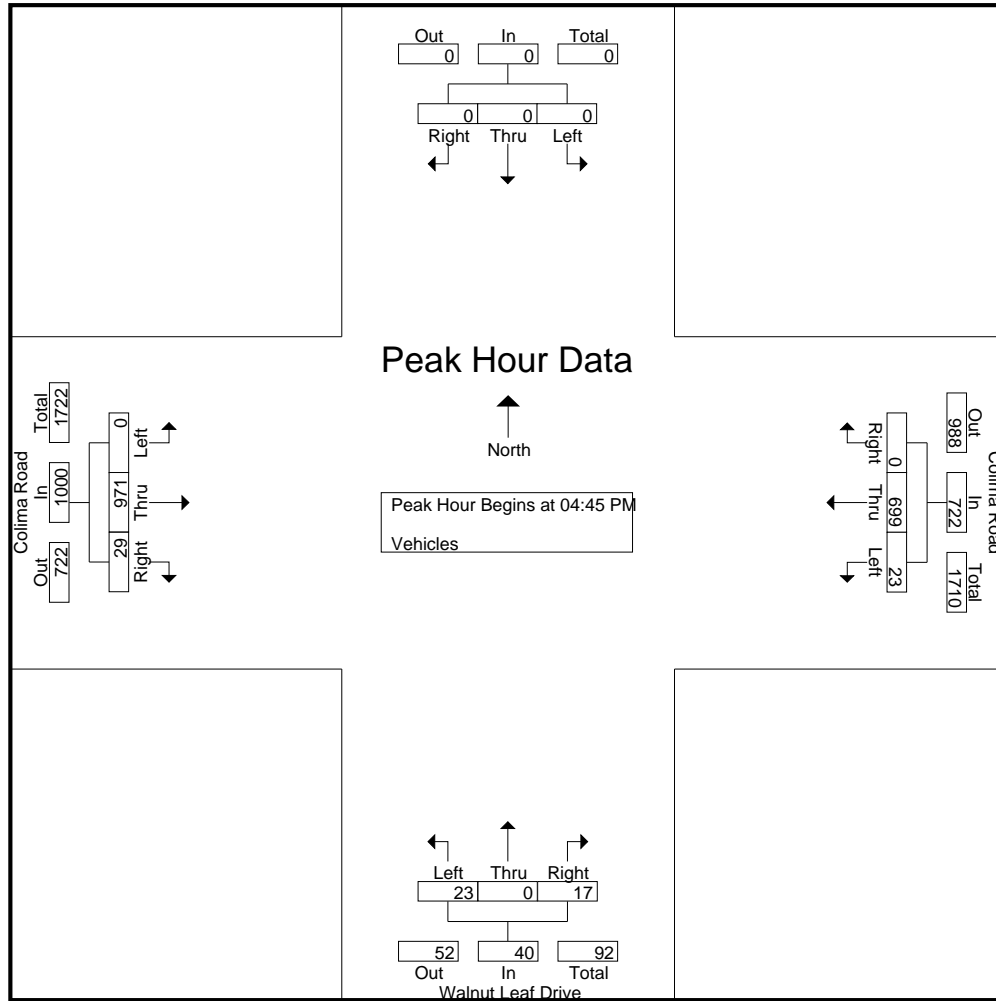 Out In Total
0 0 0
0 0 0
Right Thru Left
Peak Hour Data
North
Peak Hour Begins at 04:45 PM
Vehicles
Colima Road
Total In Out
1722 1000 722
0 971 29
Left Thru Right
Right Thru Left
0 699 23
988 722 1710
Out In Total
Colima Road
Left Thru Right
23 0 17
52 40 92
Out In Total
Walnut Leaf Drive